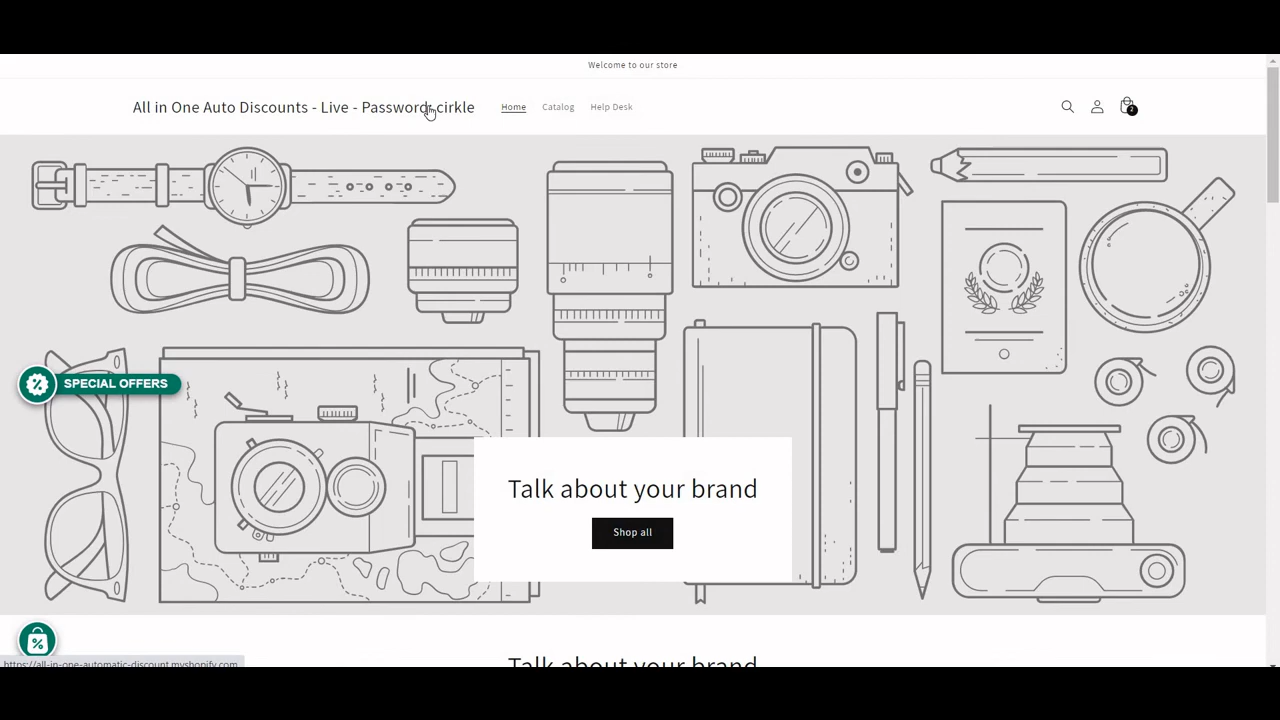 Welcome to our store
All in One Auto Discounts - Live - Password: cirkle
Home Catalog Help Desk
2
SPECIAL OFFERS
Talk about your brand
Shop all
https://all-in-one-automatic-discount.myshopify.com
Talk about your brand